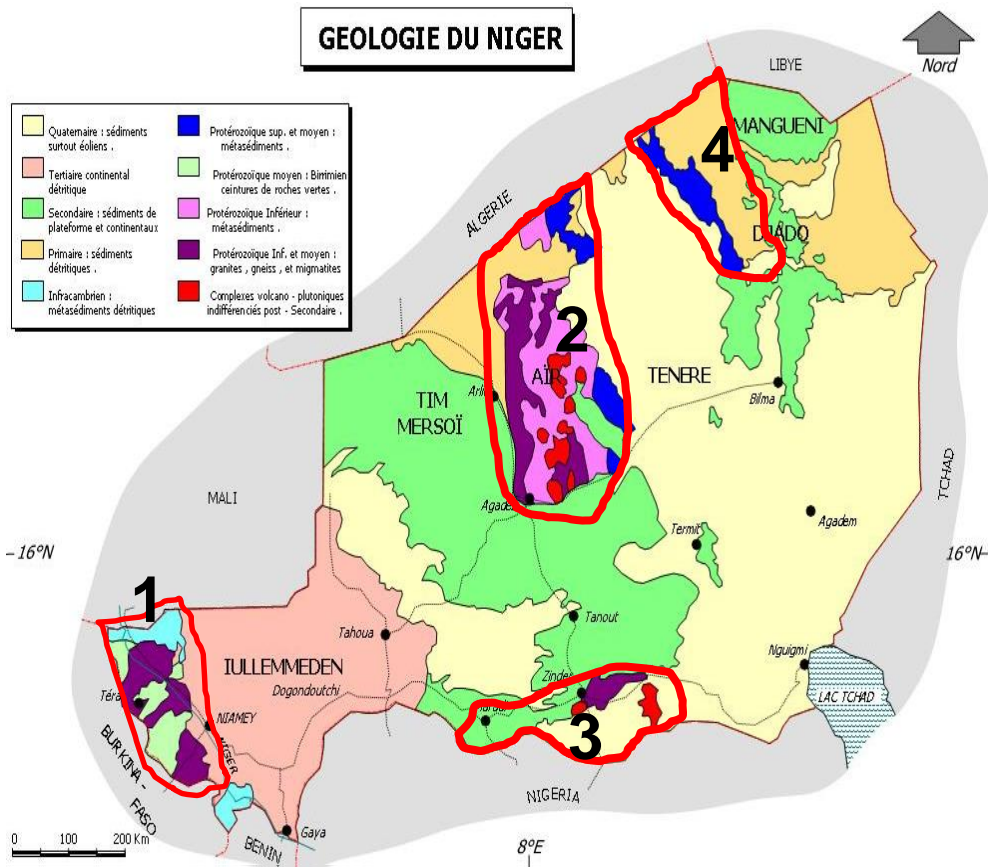 GEOLOGIE DU NIGER
Nord
LIBYE
Quaternaire : sédiments
surtout éoliens .
Tertiaire continental
détritique
Secondaire : sédiments de
plateforme et continentaux
Primaire : sédiments
détritiques .
Infracambrien :
métasédiments détritiques
Protérozoïque sup. et moyen :
métasédiments .
Protérozoïque moyen : Birimien
ceintures de roches vertes .
Protérozoïque Inférieur :
métasédiments .
Protérozoïque Inf. et moyen :
granites , gneiss , et migmatites
Complexes volcano - plutoniques
indifférenciés post - Secondaire .
MANGUENI
4
ALGERIE
DJADO
2
AÏR
TENERE
TIM
MERSOÏ
Bilma
TCHAD
MALI
Agadem
Termit
16°N
16°N
1
Tanout
Tahoua
IULLEMMEDEN
Dogondoutchi
Nguigmi
LAC TCHAD
Téra
NIAMEY
NIGER
3
BURKINA -
FASO
NIGERIA
BENIN
Gaya
0 100 200 Km
8°E